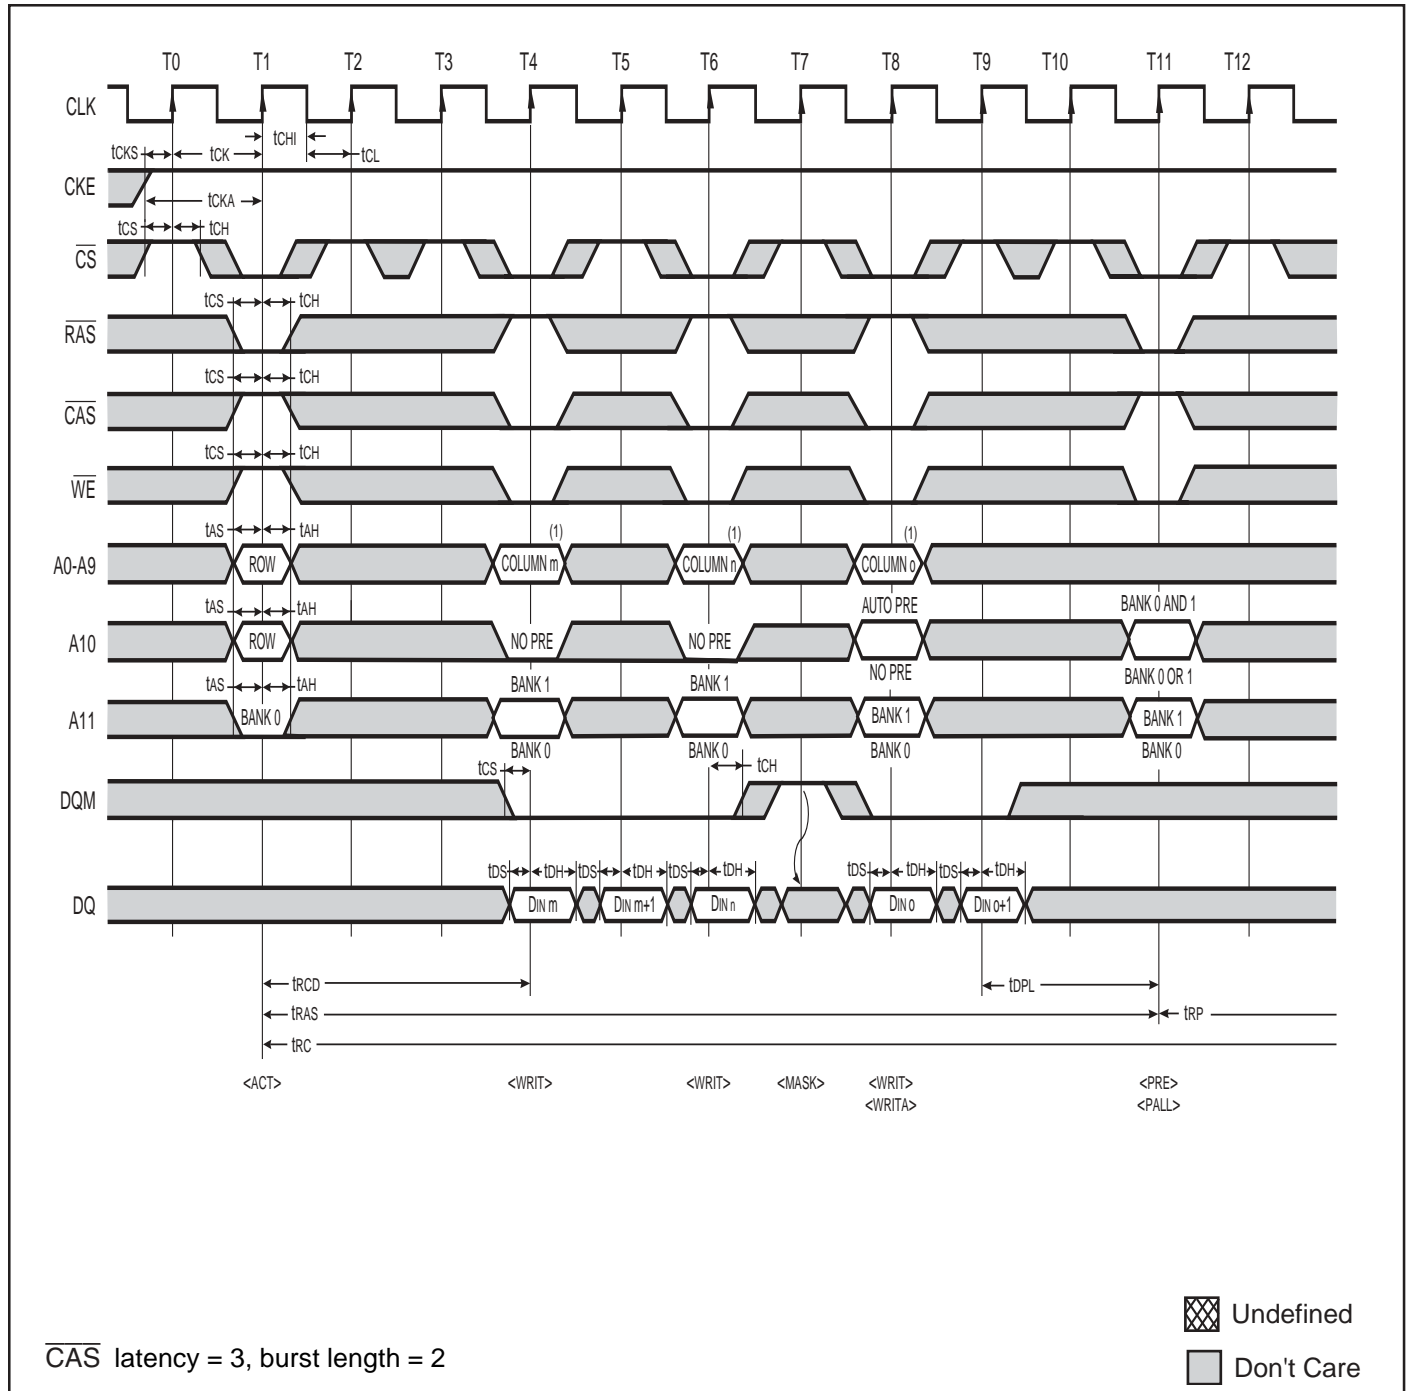 T0 T1 T2 T3 T4 T5 T6 T7 T8 T9 T10 T11 T12
CLK
tCHI
tCKS tCK tCL
CKE
tCKA
tCS tCH
CS
tCS tCH
RAS
tCS tCH
CAS
tCS tCH
WE
tAS tAH (1) (1) (1)
A0-A9 ROW COLUMN m COLUMN n COLUMN o
tAS tAH AUTO PRE BANK 0 AND 1
A10 ROW NO PRE NO PRE
NO PRE BANK 0 OR 1
tAS tAH BANK 1 BANK 1
A11 BANK 0 BANK 1 BANK 1
BANK 0 BANK 0 BANK 0 BANK 0
tCS tCH
DQM
tDS tDH tDS tDH tDS tDH tDS tDH tDS tDH
DQ DIN m DIN m+1 DIN n DIN o DIN o+1
tRCD tDPL
tRAS tRP
tRC
<ACT> <WRIT> <WRIT> <MASK> <WRIT> <PRE>
<WRITA> <PALL>
Undefined
CAS latency = 3, burst length = 2
Don't Care